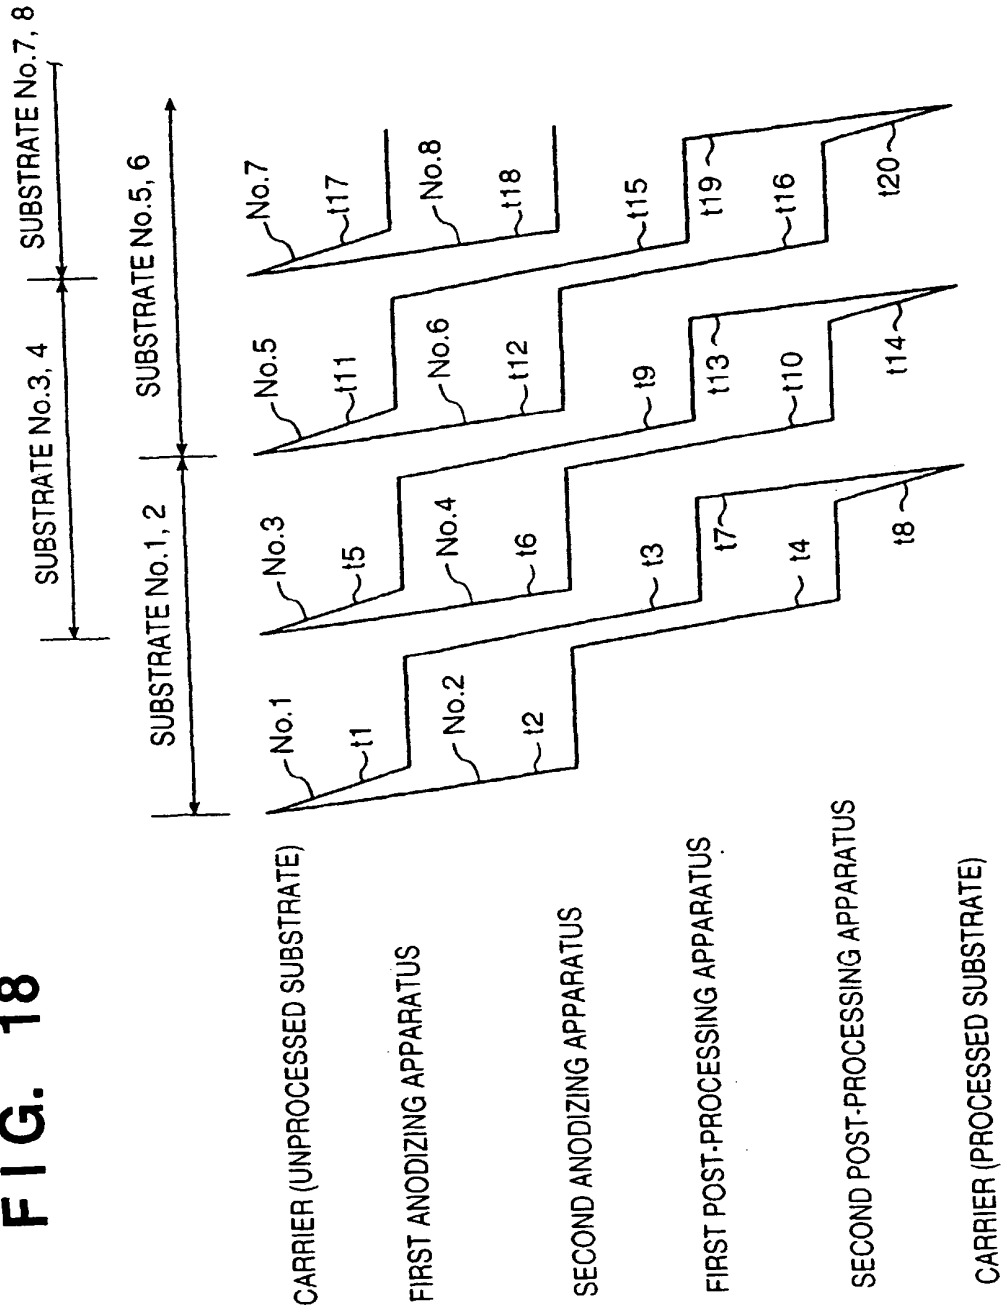 FIG. 18
SUBSTRATE No.7, 8
SUBSTRATE No.3, 4
SUBSTRATE No.5, 6
SUBSTRATE No.1, 2
CARRIER (UNPROCESSED SUBSTRATE)
No.1
No.3
No.5
No.7
t1
t5
t11
t17
FIRST ANODIZING APPARATUS
No.2
No.4
No.6
No.8
t2
t6
t12
t18
SECOND ANODIZING APPARATUS
t3
t9
t15
FIRST POST-PROCESSING APPARATUS
t7
t13
t19
t4
t10
t16
SECOND POST-PROCESSING APPARATUS
t8
t14
t20
CARRIER (PROCESSED SUBSTRATE)